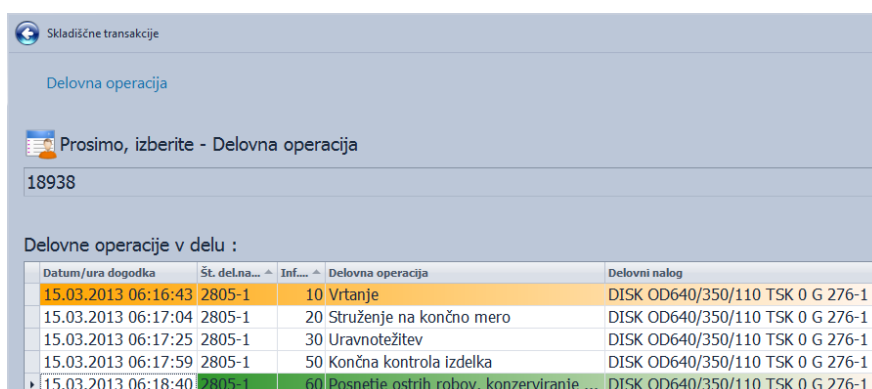 Skladiščne transakcije
Delovna operacija
Prosimo, izberite - Delovna operacija
18938
Delovne operacije v delu :
Datum/ura dogodka Št. del.na... Inf.... Delovna operacija Delovni nalog
15.03.2013 06:16:43 2805-1 10 Vrtanje DISK OD640/350/110 TSK 0 G 276-1
15.03.2013 06:17:04 2805-1 20 Struženje na končno mero DISK OD640/350/110 TSK 0 G 276-1
15.03.2013 06:17:25 2805-1 30 Uravnotežitev DISK OD640/350/110 TSK 0 G 276-1
15.03.2013 06:17:59 2805-1 50 Končna kontrola izdelka DISK OD640/350/110 TSK 0 G 276-1
15.03.2013 06:18:40 2805-1 60 Posnetje ostrih robov, konzerviranje ... DISK OD640/350/110 TSK 0 G 276-1